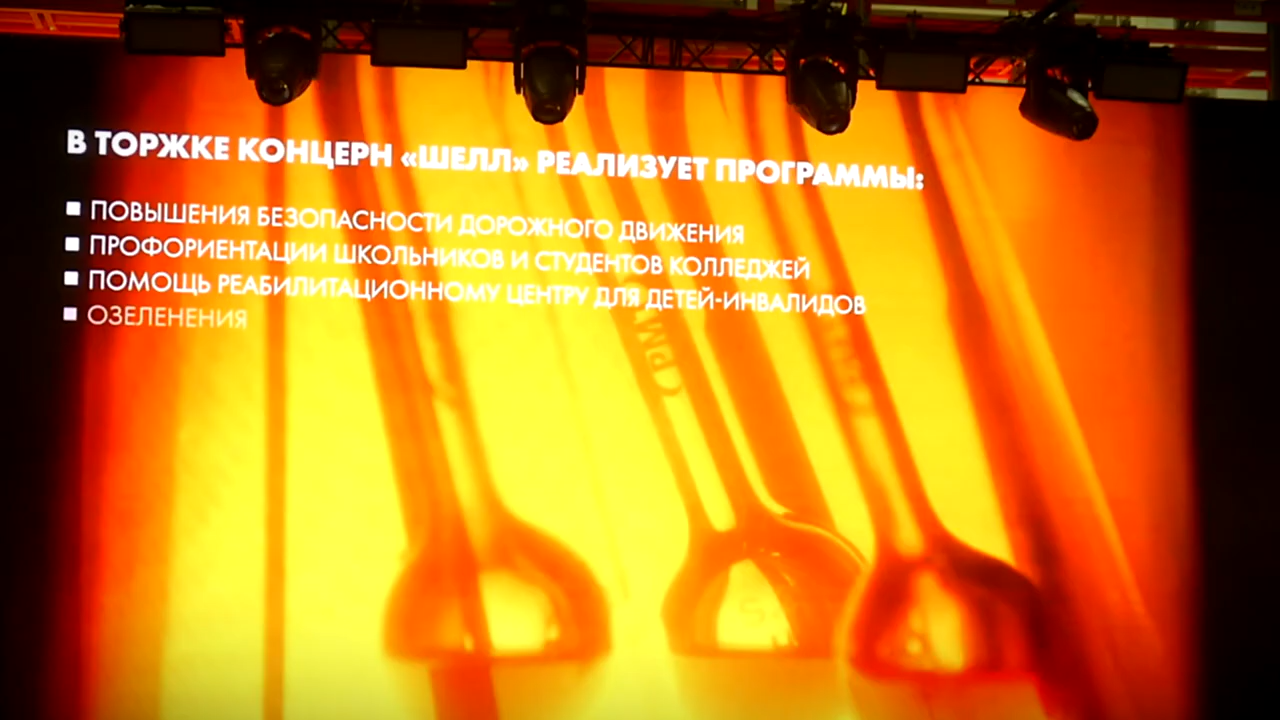 В ТОРЖКЕ КОНЦЕРН «ШЕЛЛ» РЕАЛИЗУЕТ ПРОГРАММЫ:
ПОВЫШЕНИЯ БЕЗОПАСНОСТИ ДОРОЖНОГО ДВИЖЕНИЯ
ПРОФОРИЕНТАЦИИ ШКОЛЬНИКОВ И СТУДЕНТОВ КОЛЛЕДЖЕЙ
ПОМОЩЬ РЕАБИЛИТАЦИОННОМУ ЦЕНТРУ ДЛЯ ДЕТЕЙ-ИНВАЛИДОВ
ОЗЕЛЕНЕНИЯ